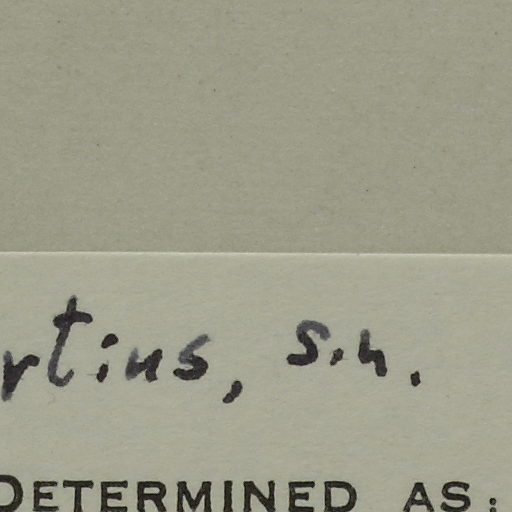 rtius, s.n.
DETERMINED AS: